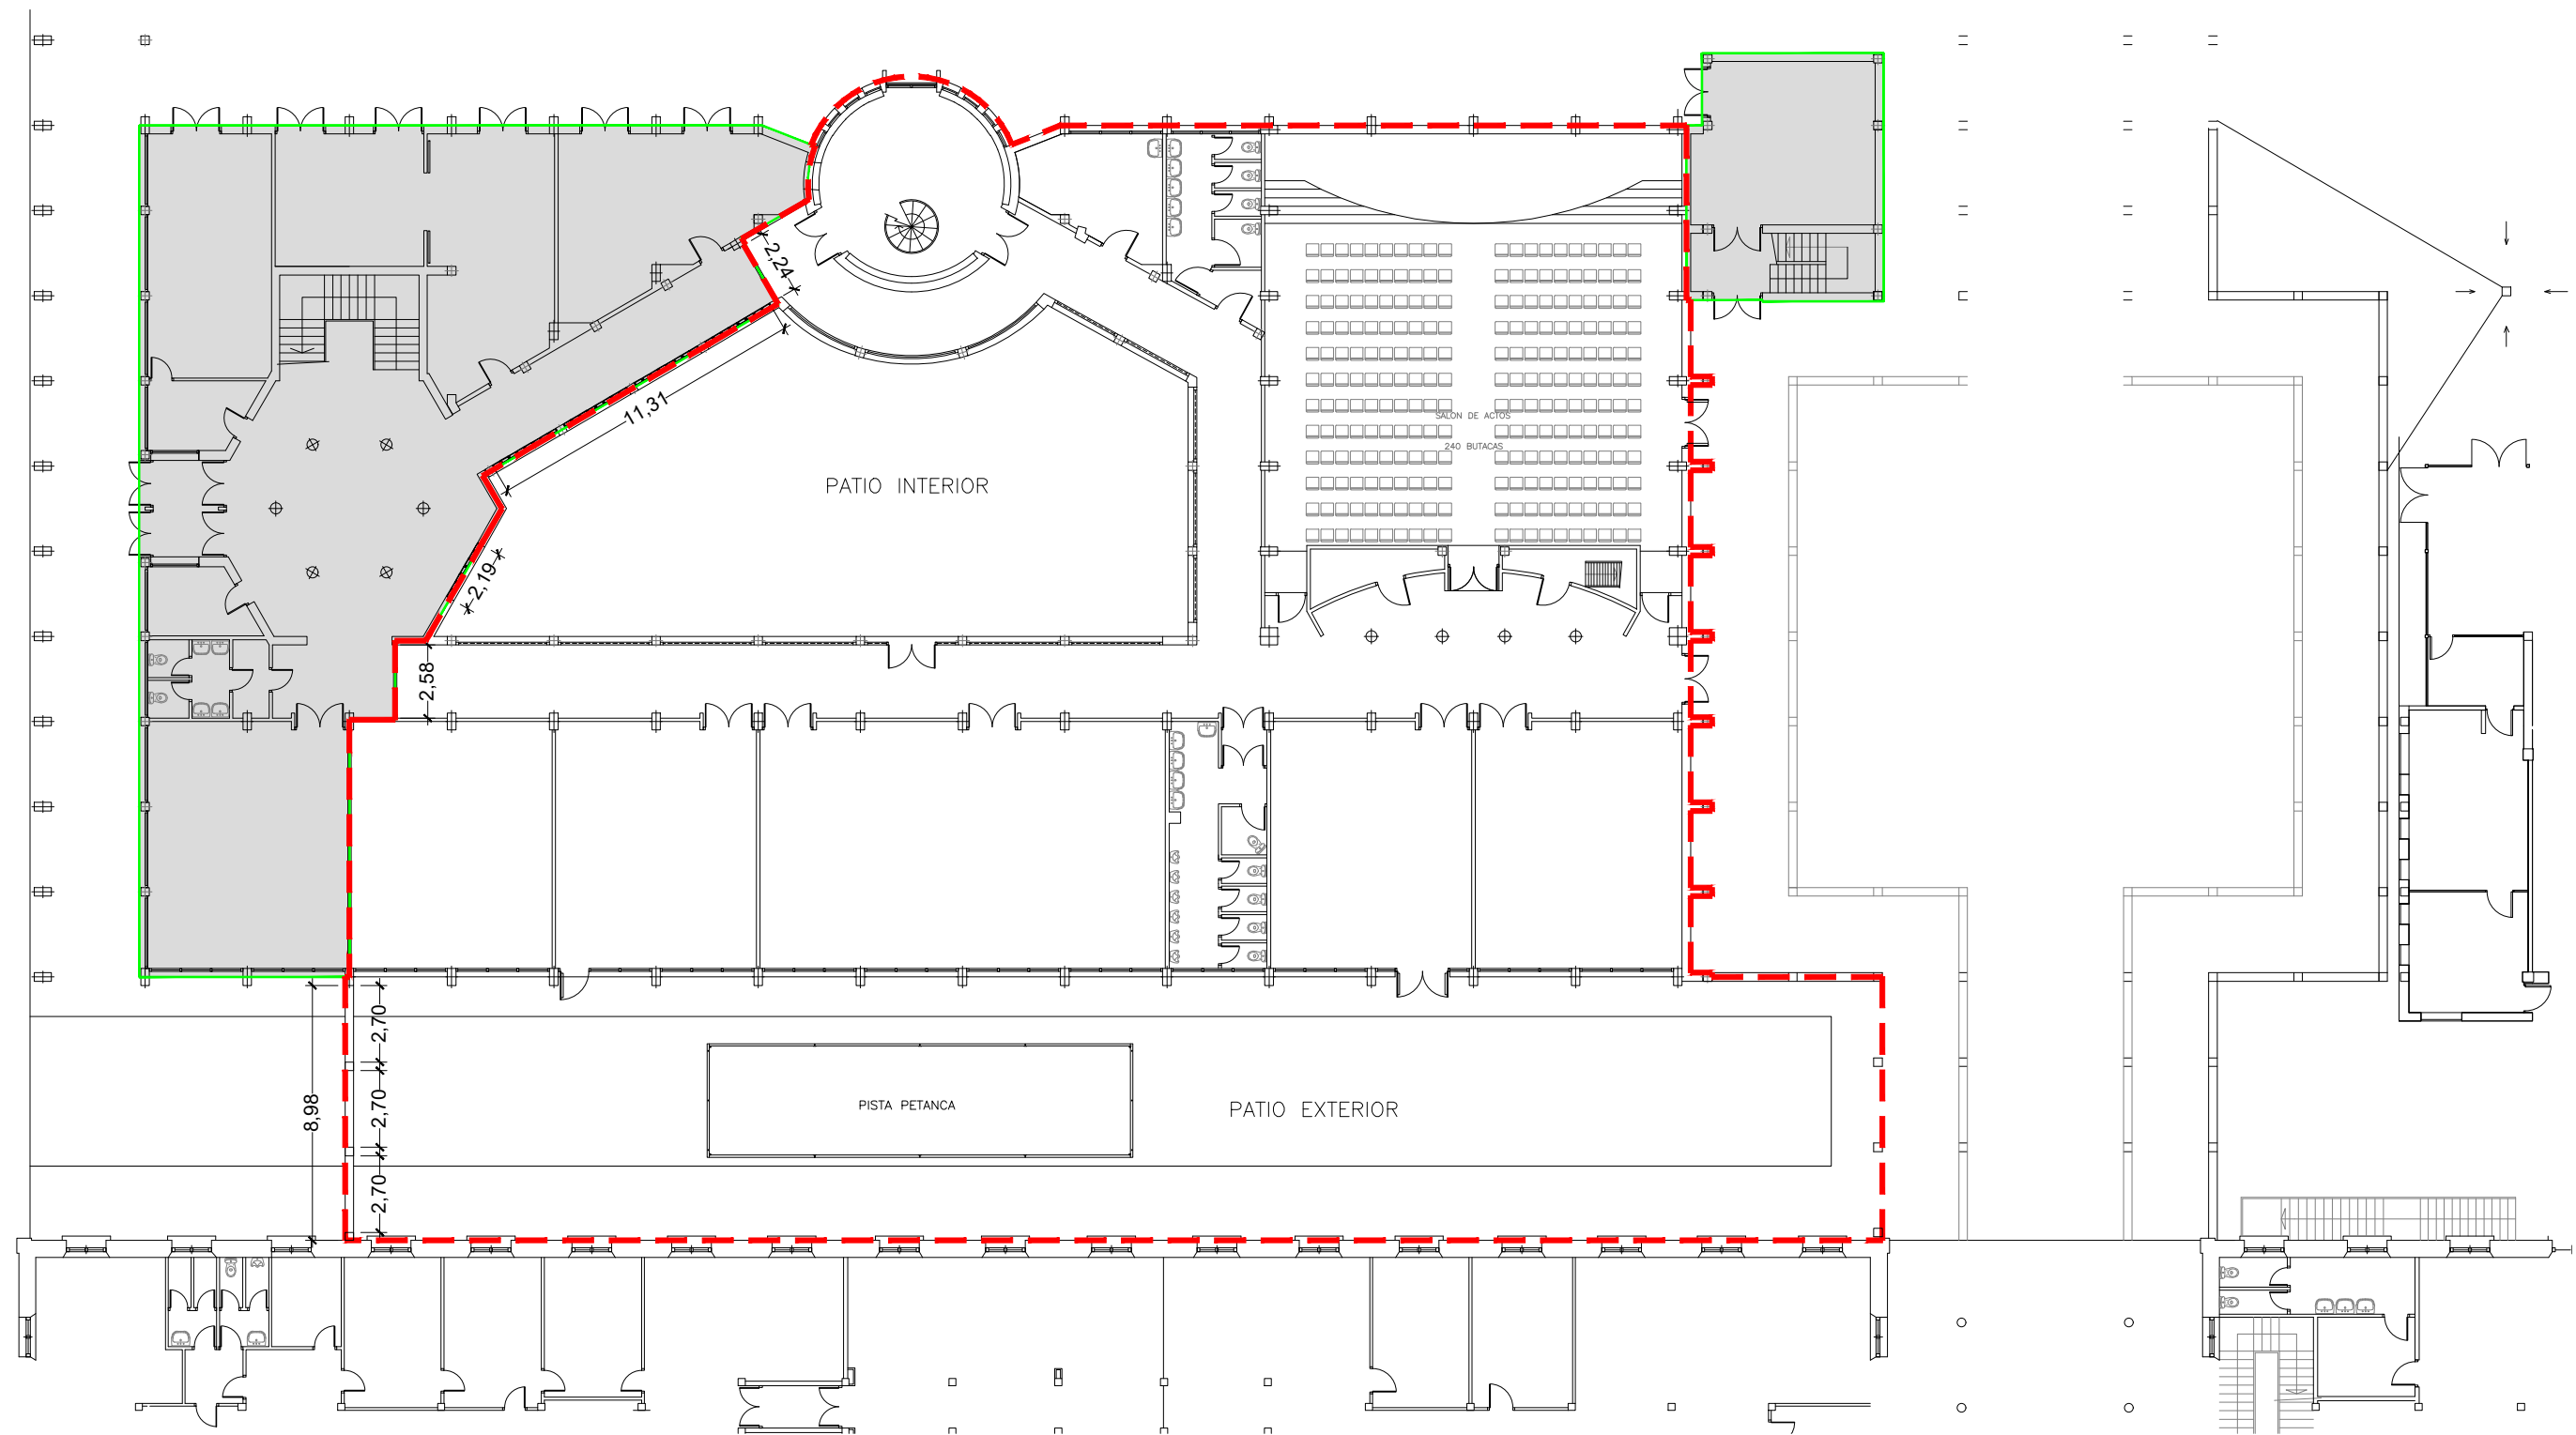 2,24
11,31
SALON DE ACTOS
240 BUTACAS
PATIO INTERIOR
2,19
2,58
2,70
8,98
2,70
PISTA PETANCA
PATIO EXTERIOR
2,70